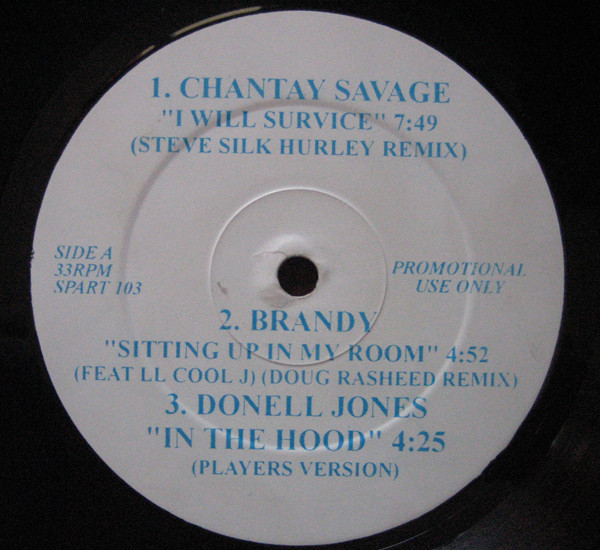 1. CHANTAY SAVAGE
"I WILL SURVICE" 7:49
(STEVE SILK HURLEY REMIX)
SIDE A
33RPM
SPART 103
PROMOTIONAL
USE ONLY
2. BRANDY
"SITTING UP IN MY ROOM" 4:52
(FEAT LL COOL J) (DOUG RASHEED REMIX)
3. DONELL JONES
"IN THE HOOD" 4:25
(PLAYERS VERSION)